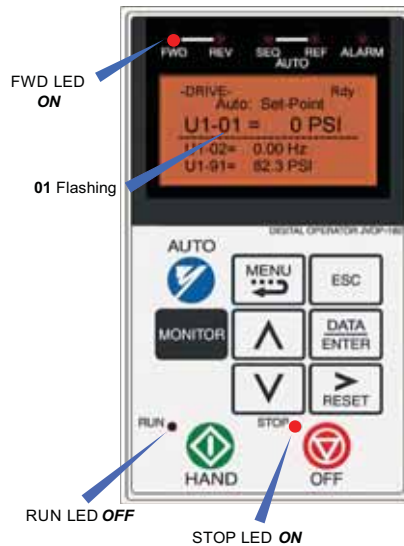 FWD REV SEQ REF ALARM
AUTO
FWD LED
ON
-DRIVE- Rdy
Auto: Set-Point
U1-01 = 0 PSI
U1-02= 0.00 Hz
U1-91= 82.3 PSI
01 Flashing
DIGITAL OPERATOR JVOP-180
AUTO
MENU
ESC
MONITOR
DATA
ENTER
RESET
RUN
STOP
HAND
OFF
RUN LED OFF
STOP LED ON